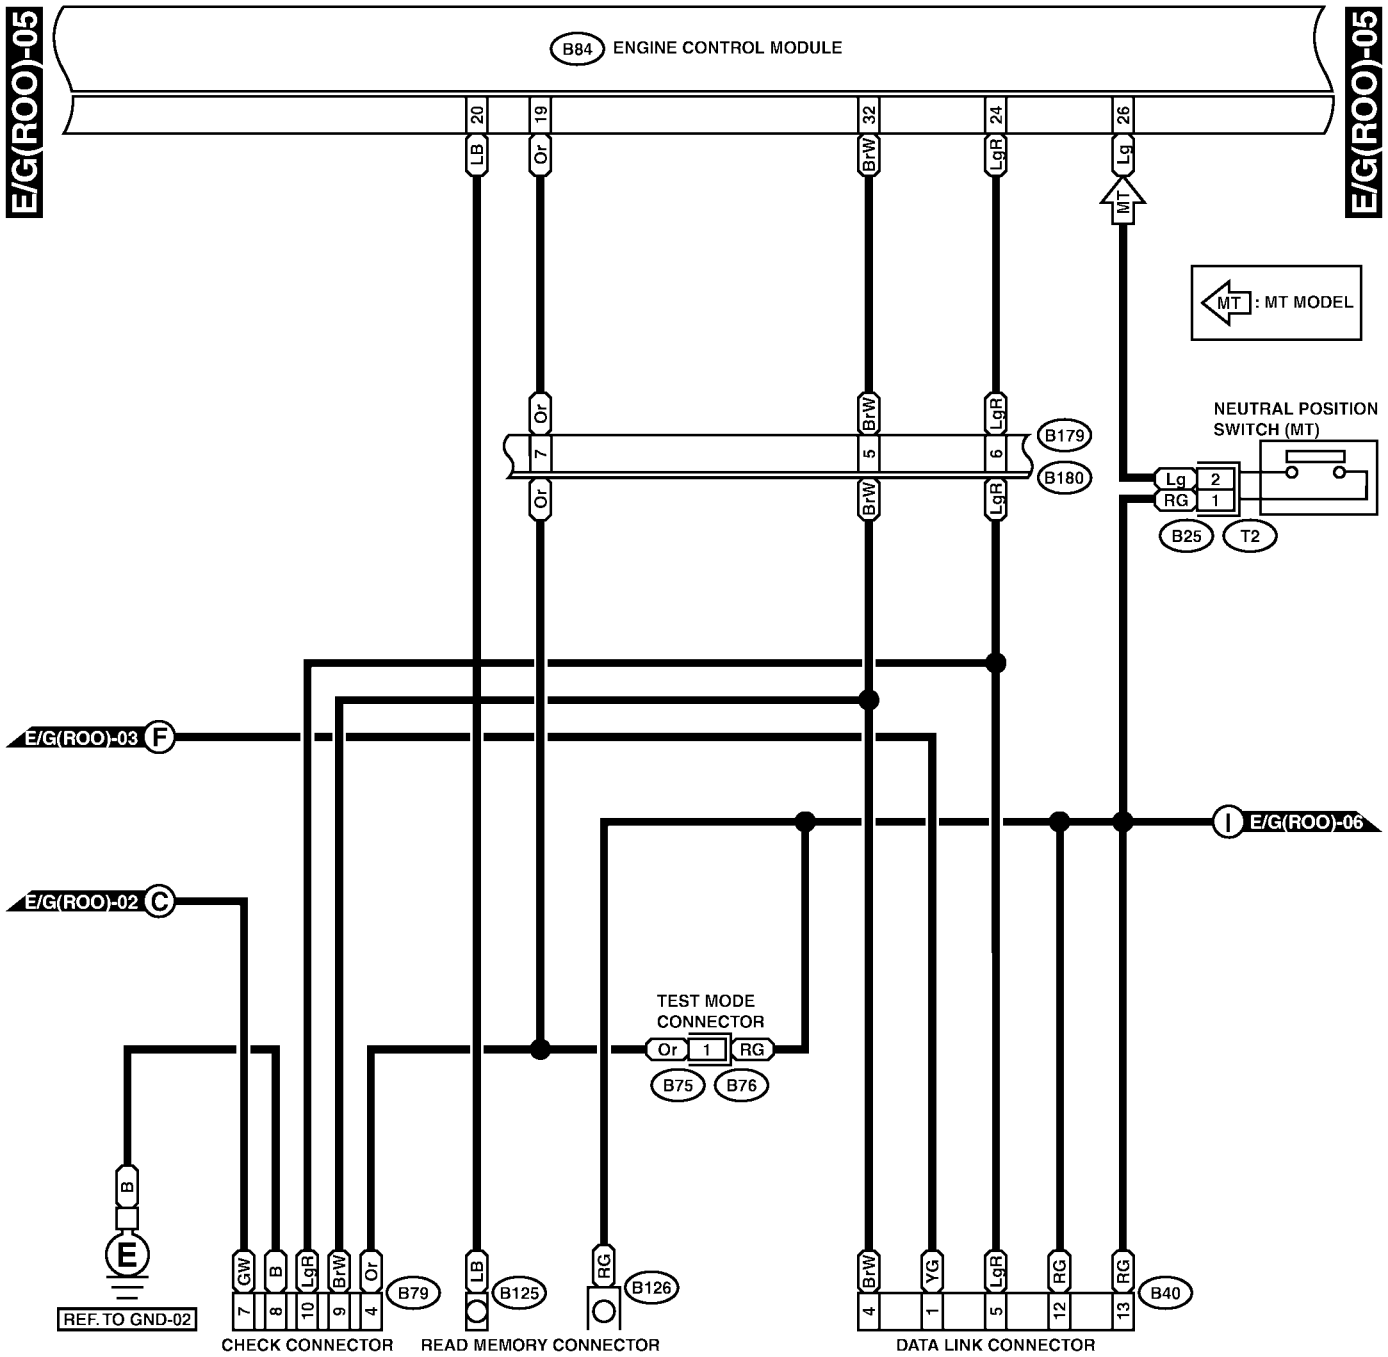 E/G(ROO)-05
B84 ENGINE CONTROL MODULE
E/G(ROO)-05
20 19 32 24 26
LB Or BrW LgR Lg
MT
MT : MT MODEL
NEUTRAL POSITION
SWITCH (MT)
Or BrW LgR
7 5 6
B179
B180
Or BrW LgR
Lg 2
RG 1
B25 T2
E/G(ROO)-03 F
I E/G(ROO)-06
E/G(ROO)-02 C
TEST MODE
CONNECTOR
Or 1 RG
B75 B76
B
E
REF. TO GND-02
GW B LgR BrW Or LB RG BrW YG LgR RG RG
7 8 10 9 4 B79 B125 B126 4 1 5 12 13 B40
CHECK CONNECTOR
READ MEMORY CONNECTOR
DATA LINK CONNECTOR